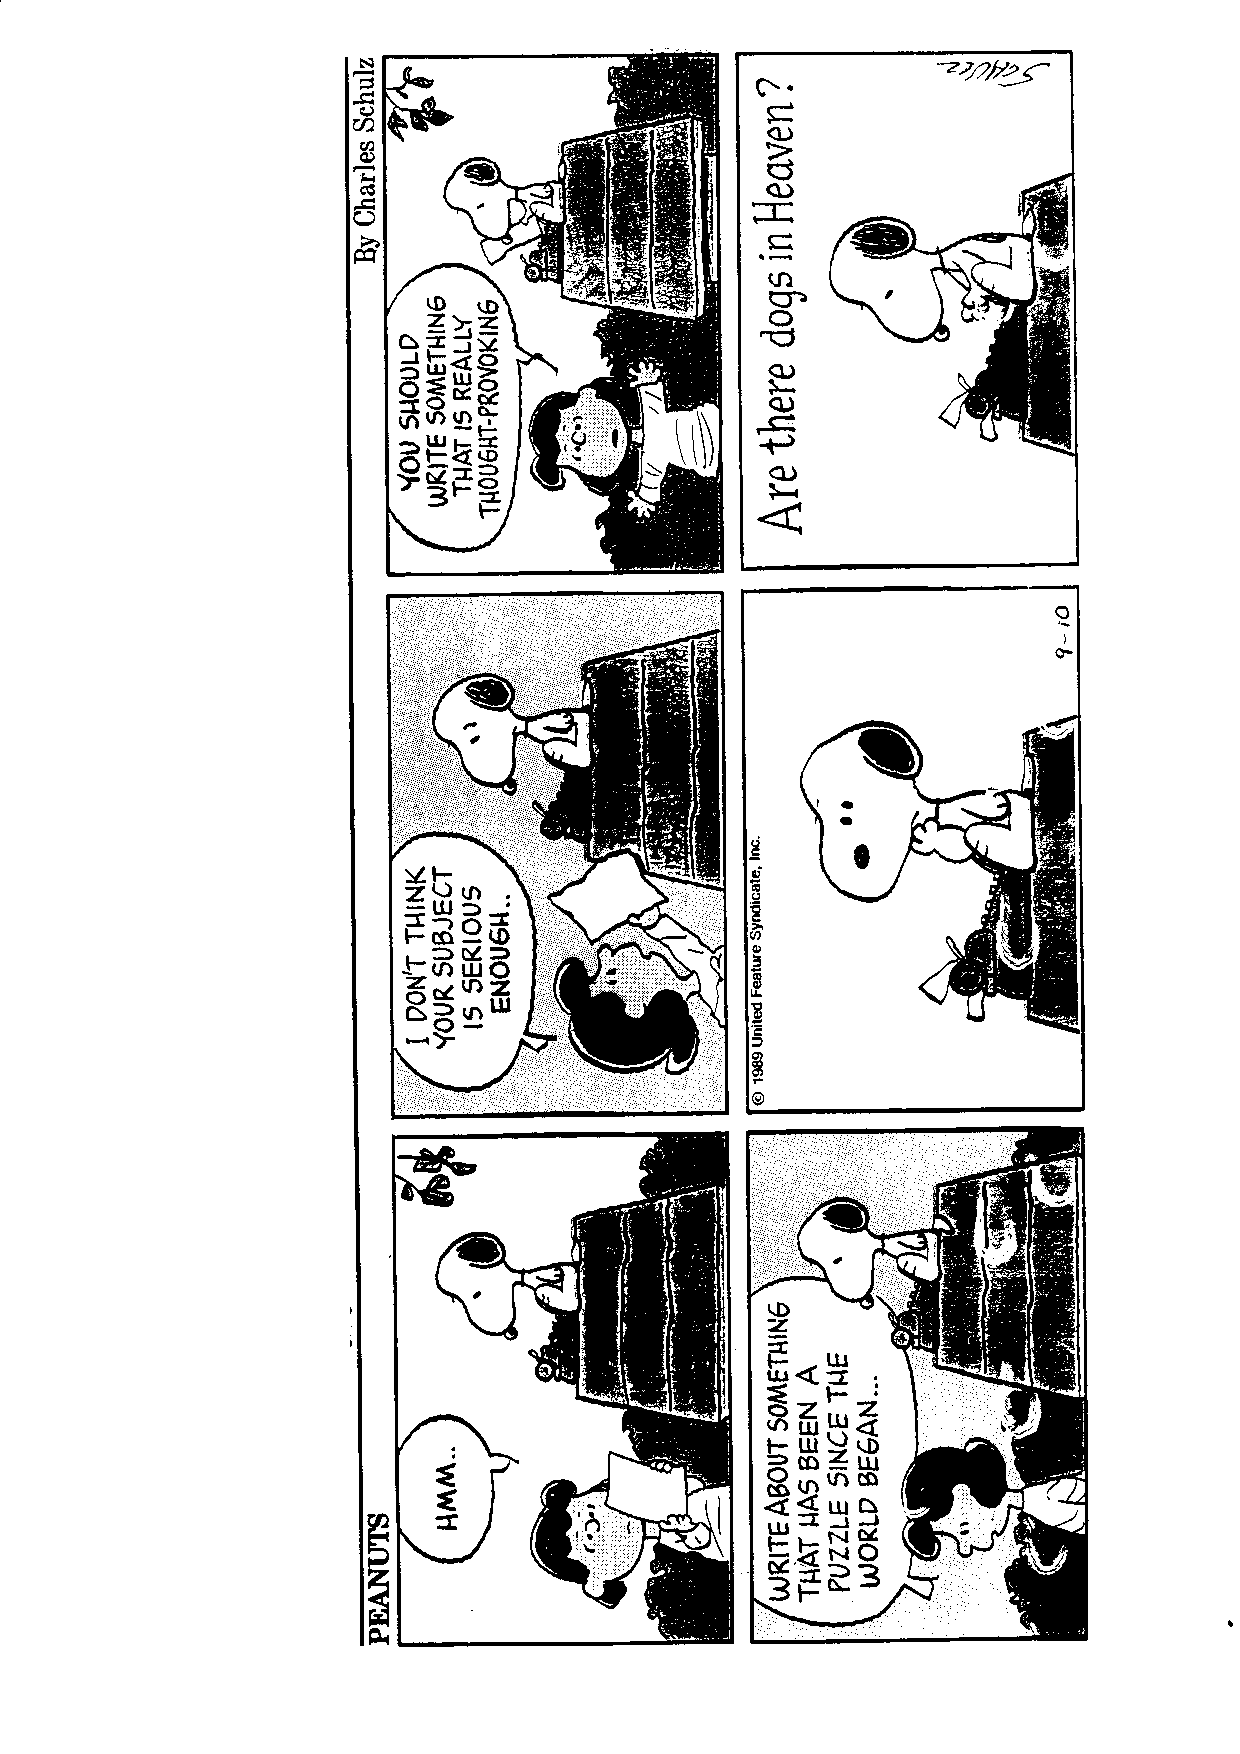 PEANUTS
By Charles Schulz
HMM..
I DON'T THINK
YOUR SUBJECT
IS SERIOUS
ENOUGH..
YOU SHOULD
WRITE SOMETHING
THAT IS REALLY
THOUGHT-PROVOKING
WRITE ABOUT SOMETHING
THAT HAS BEEN A
PUZZLE SINCE THE
WORLD BEGAN...
© 1989 United Feature Syndicate, Inc.
9-10
Are there dogs in Heaven?
SCHULZ